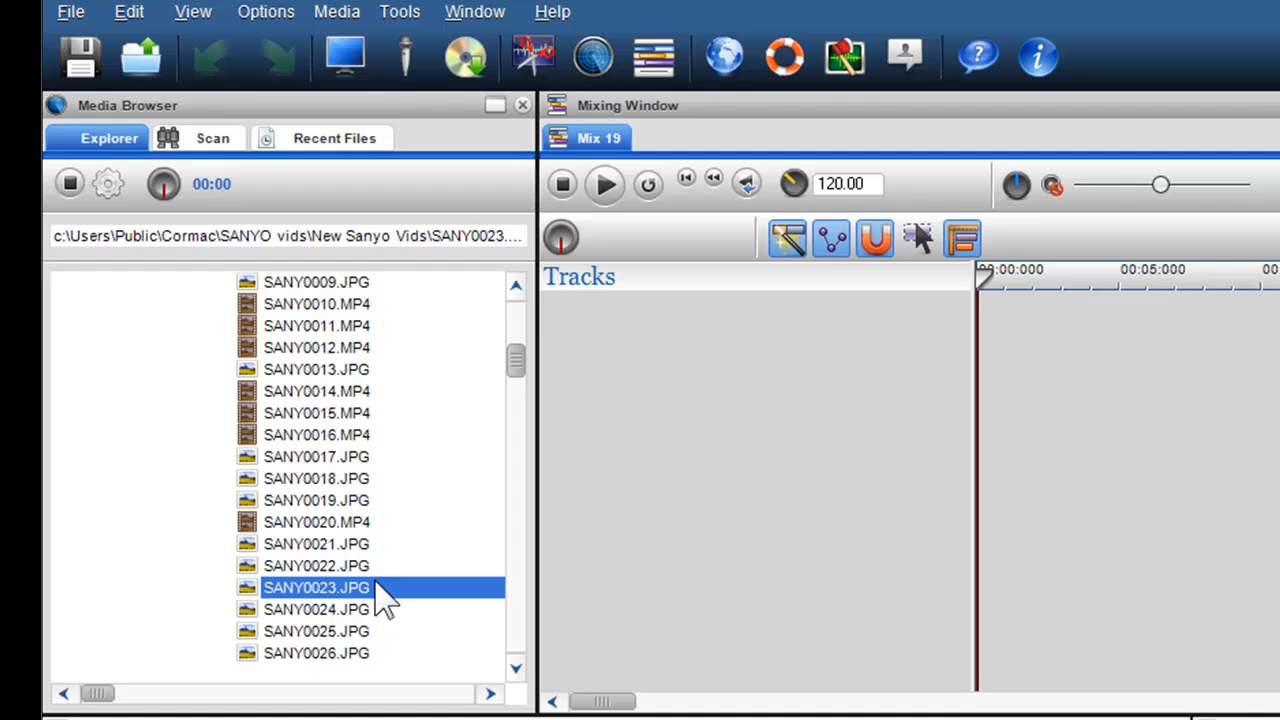 File Edit View Options Media Tools Window Help
Media Browser
Mixing Window
Explorer Scan Recent Files
Mix 19
00:00
120.00
c:\Users\Public\Cormac\SANYO vids\New Sanyo Vids\SANY0023....
Tracks
00:00:000 00:05:000 00
SANY0009.JPG
SANY0010.MP4
SANY0011.MP4
SANY0012.MP4
SANY0013.JPG
SANY0014.MP4
SANY0015.MP4
SANY0016.MP4
SANY0017.JPG
SANY0018.JPG
SANY0019.JPG
SANY0020.MP4
SANY0021.JPG
SANY0022.JPG
SANY0023.JPG
SANY0024.JPG
SANY0025.JPG
SANY0026.JPG